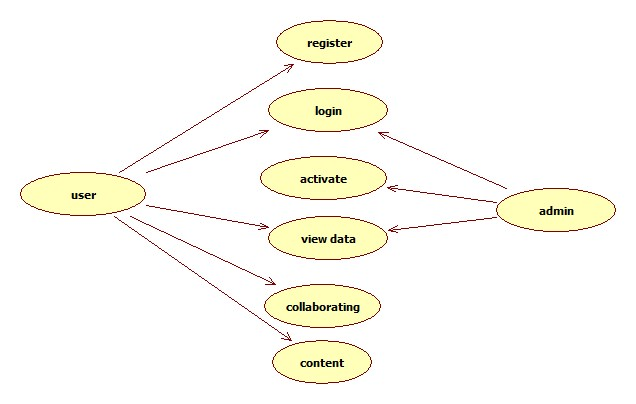 register
login
activate
user
admin
view data
collaborating
content